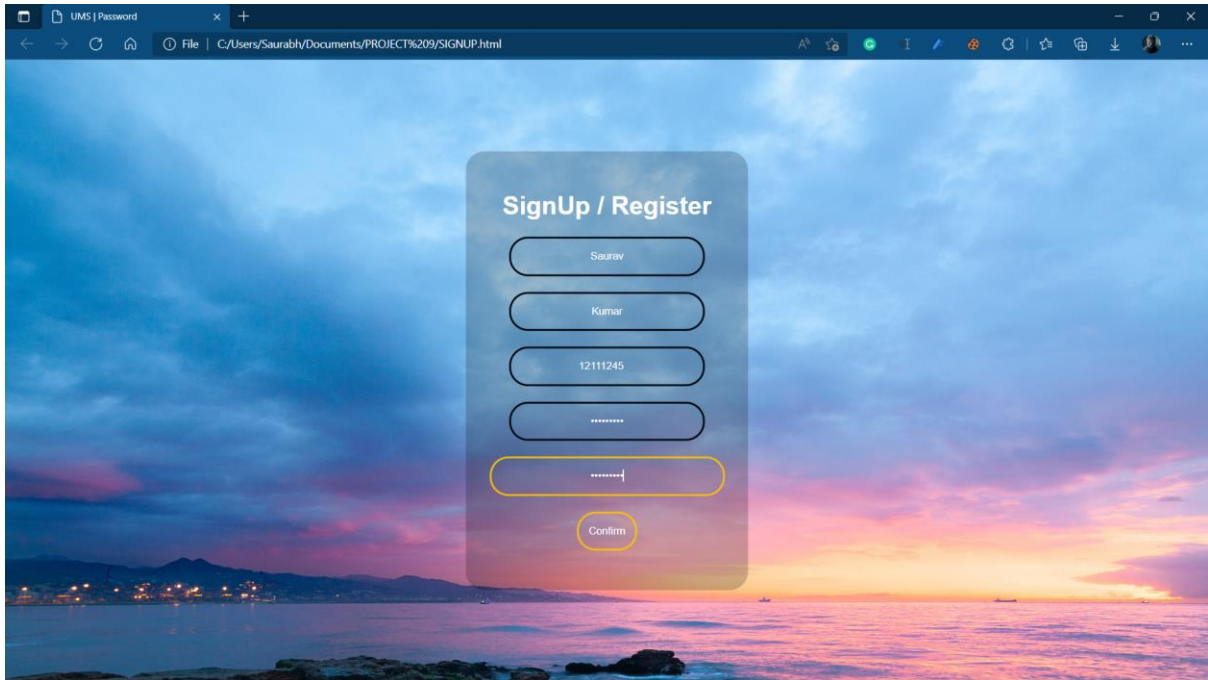 UMS | Password
File | C:/Users/Saurabh/Documents/PROJECT%209/SIGNUP.html
SignUp / Register
Saurav
Kumar
12111245
•••••••••
•••••••••
Confirm